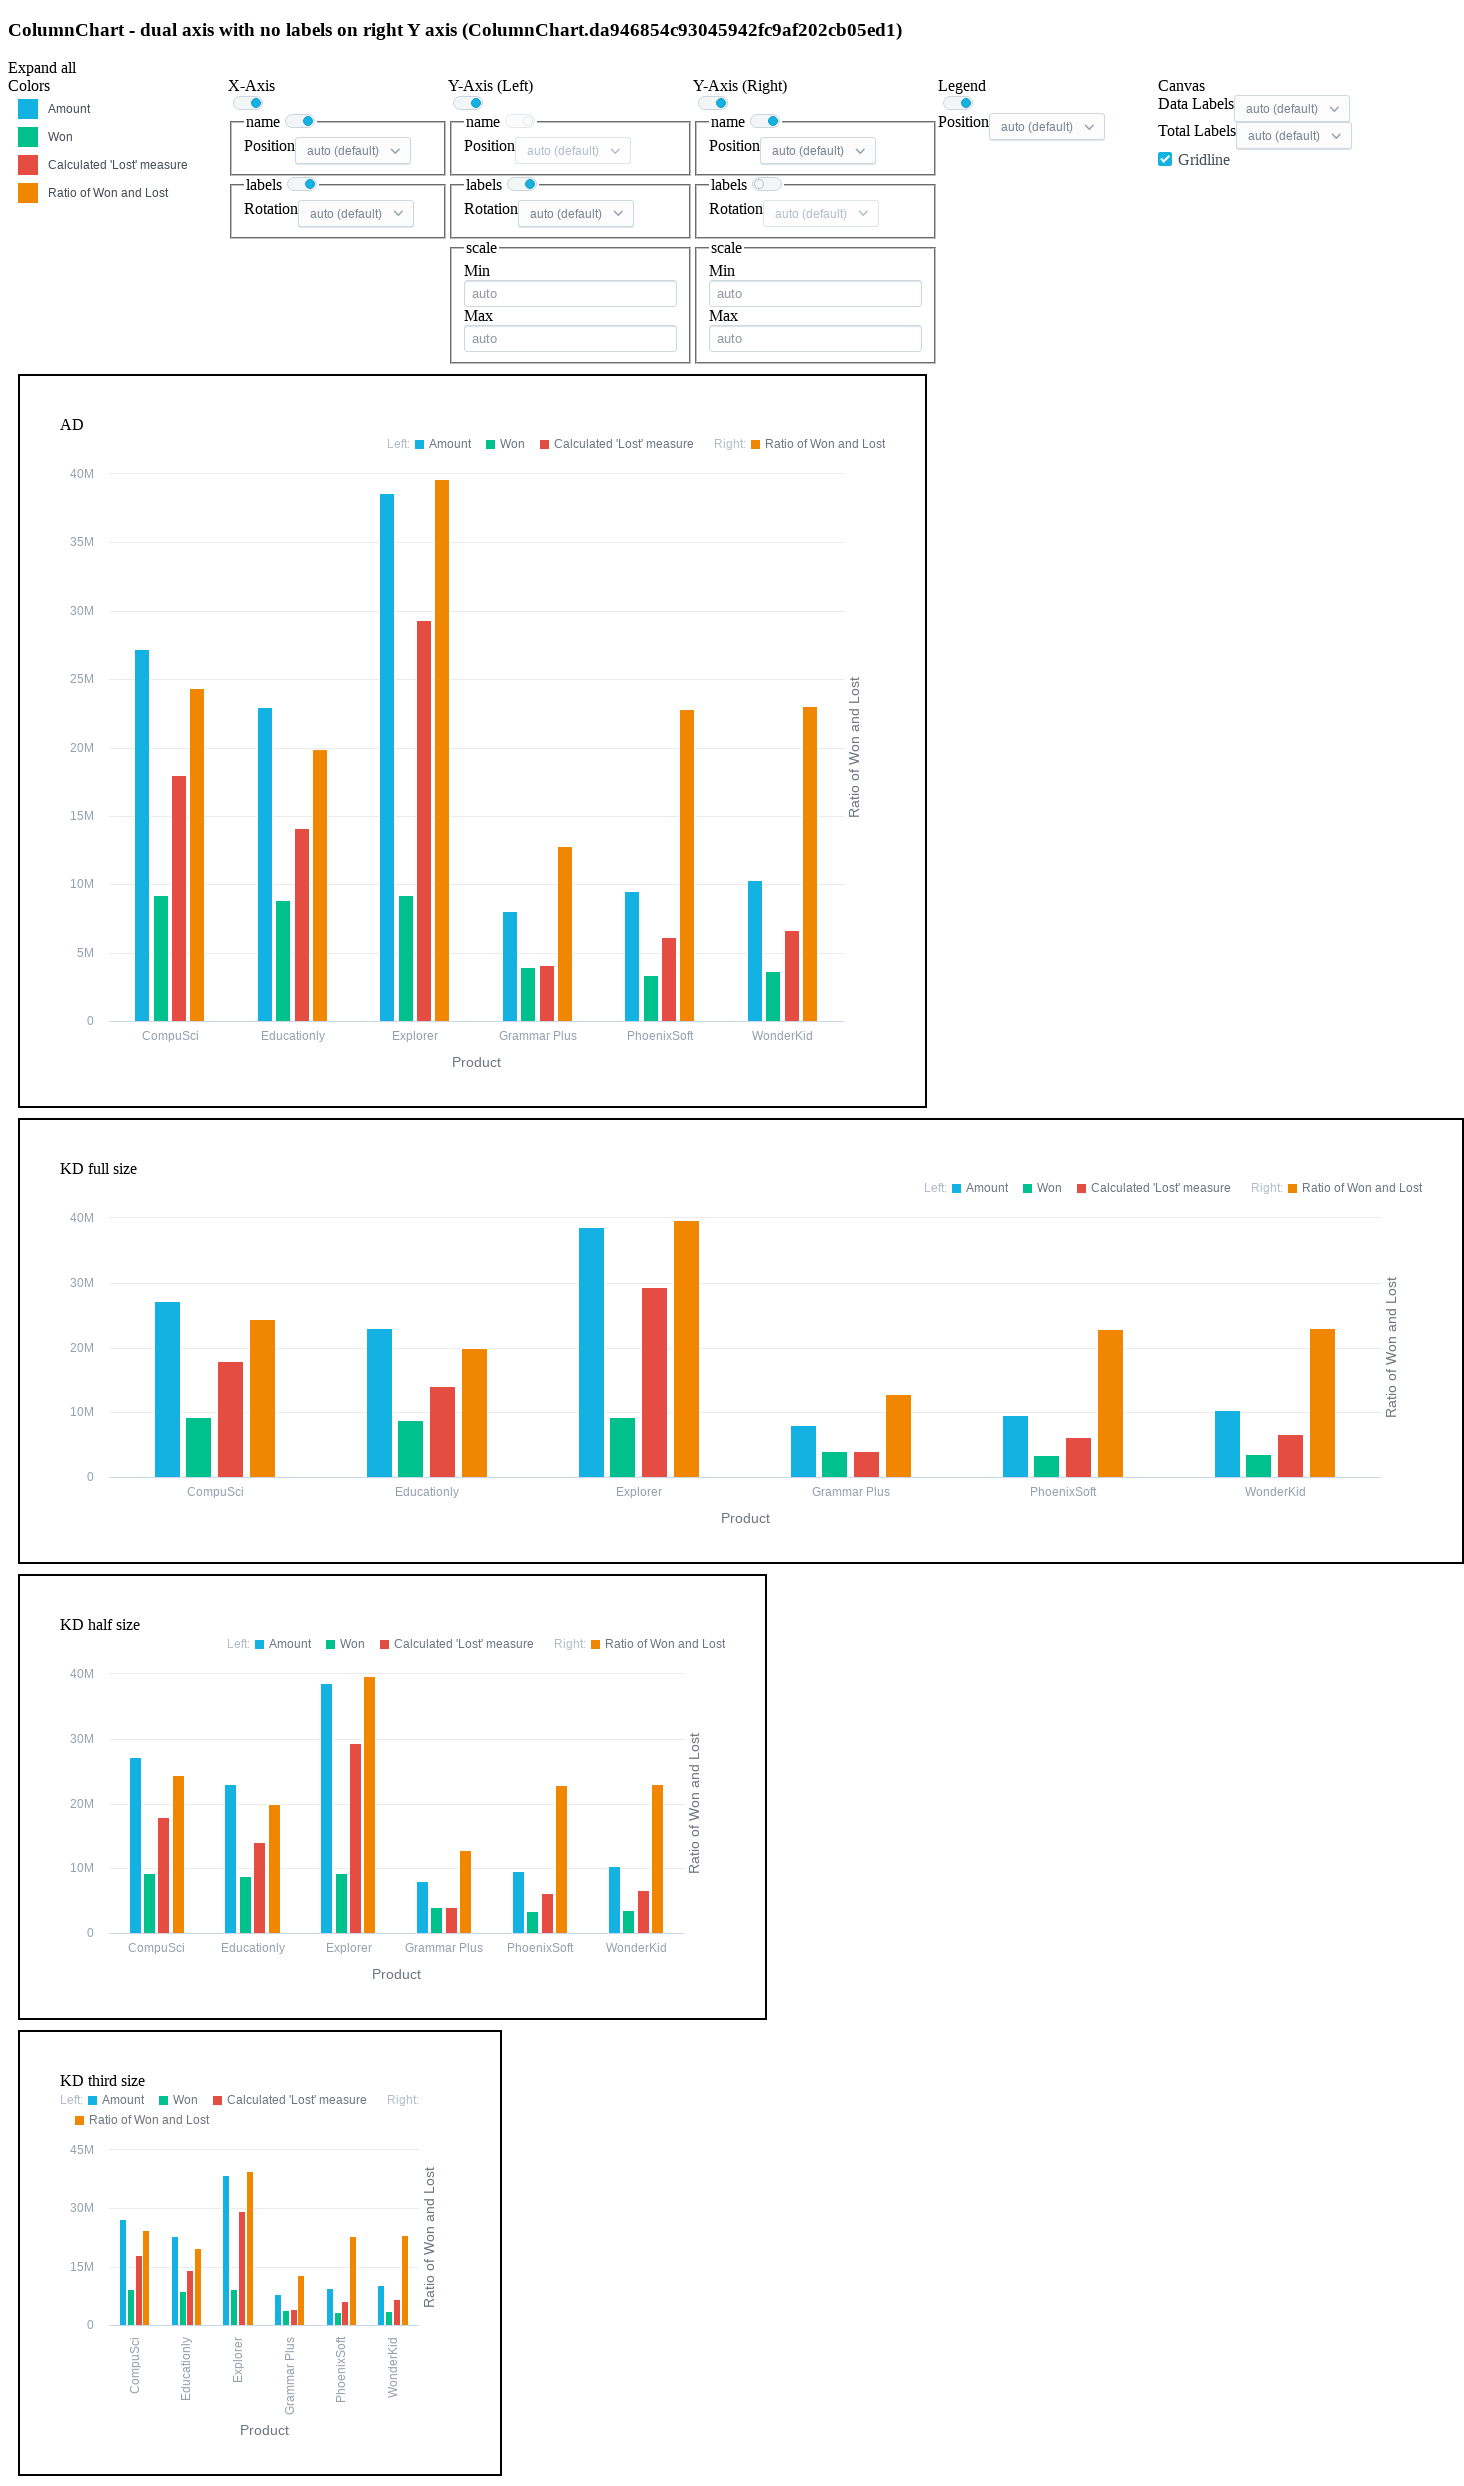 ColumnChart - dual axis with no labels on right Y axis (ColumnChart.da946854c93045942fc9af202cb05ed1)
Expand all
Colors
Amount
Won
Calculated 'Lost' measure
Ratio of Won and Lost
X-Axis
name
Position auto (default)
labels
Rotation auto (default)
Y-Axis (Left)
name
Position auto (default)
labels
Rotation auto (default)
scale
Min
auto
Max
auto
Y-Axis (Right)
name
Position auto (default)
labels
Rotation auto (default)
scale
Min
auto
Max
auto
Legend
Position auto (default)
Canvas
Data Labels auto (default)
Total Labels auto (default)
Gridline
AD
Left: Amount Won Calculated 'Lost' measure Right: Ratio of Won and Lost
40M
35M
30M
25M
20M
15M
10M
5M
0
Ratio of Won and Lost
CompuSci Educationly Explorer Grammar Plus PhoenixSoft WonderKid
Product
KD full size
Left: Amount Won Calculated 'Lost' measure Right: Ratio of Won and Lost
40M
30M
20M
10M
0
Ratio of Won and Lost
CompuSci Educationly Explorer Grammar Plus PhoenixSoft WonderKid
Product
KD half size
Left: Amount Won Calculated 'Lost' measure Right: Ratio of Won and Lost
40M
30M
20M
10M
0
Ratio of Won and Lost
CompuSci Educationly Explorer Grammar Plus PhoenixSoft WonderKid
Product
KD third size
Left: Amount Won Calculated 'Lost' measure Right:
Ratio of Won and Lost
45M
30M
15M
0
Ratio of Won and Lost
CompuSci
Educationly
Explorer
Grammar Plus
PhoenixSoft
WonderKid
Product